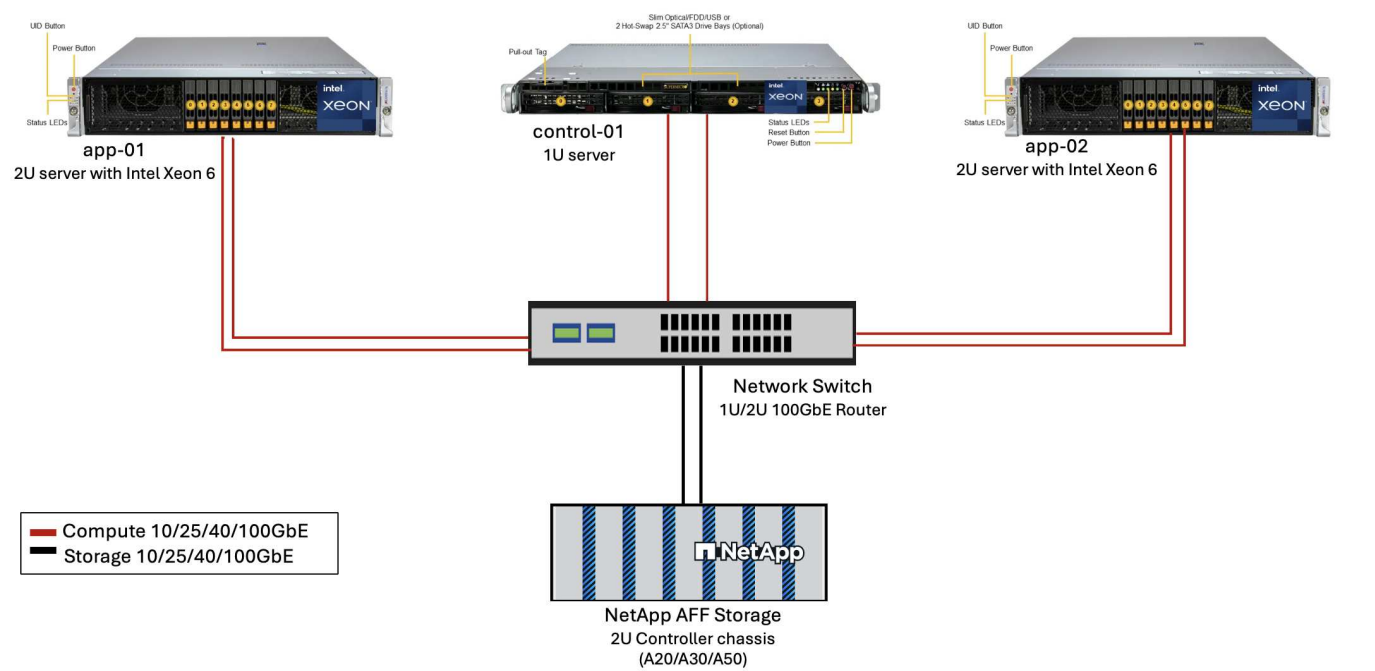 UID Button
Power Button
Status LEDs
intel.
xeon
app-01
2U server with Intel Xeon 6
Slim Optical/FDD/USB or
2 Hot-Swap 2.5" SATA3 Drive Bays (Optional)
Pull-out Tag
intel.
xeon
Status LEDs
Reset Button
Power Button
control-01
1U server
UID Button
Power Button
Status LEDs
intel.
xeon
app-02
2U server with Intel Xeon 6
Network Switch
1U/2U 100GbE Router
Compute 10/25/40/100GbE
Storage 10/25/40/100GbE
NetApp
NetApp AFF Storage
2U Controller chassis
(A20/A30/A50)